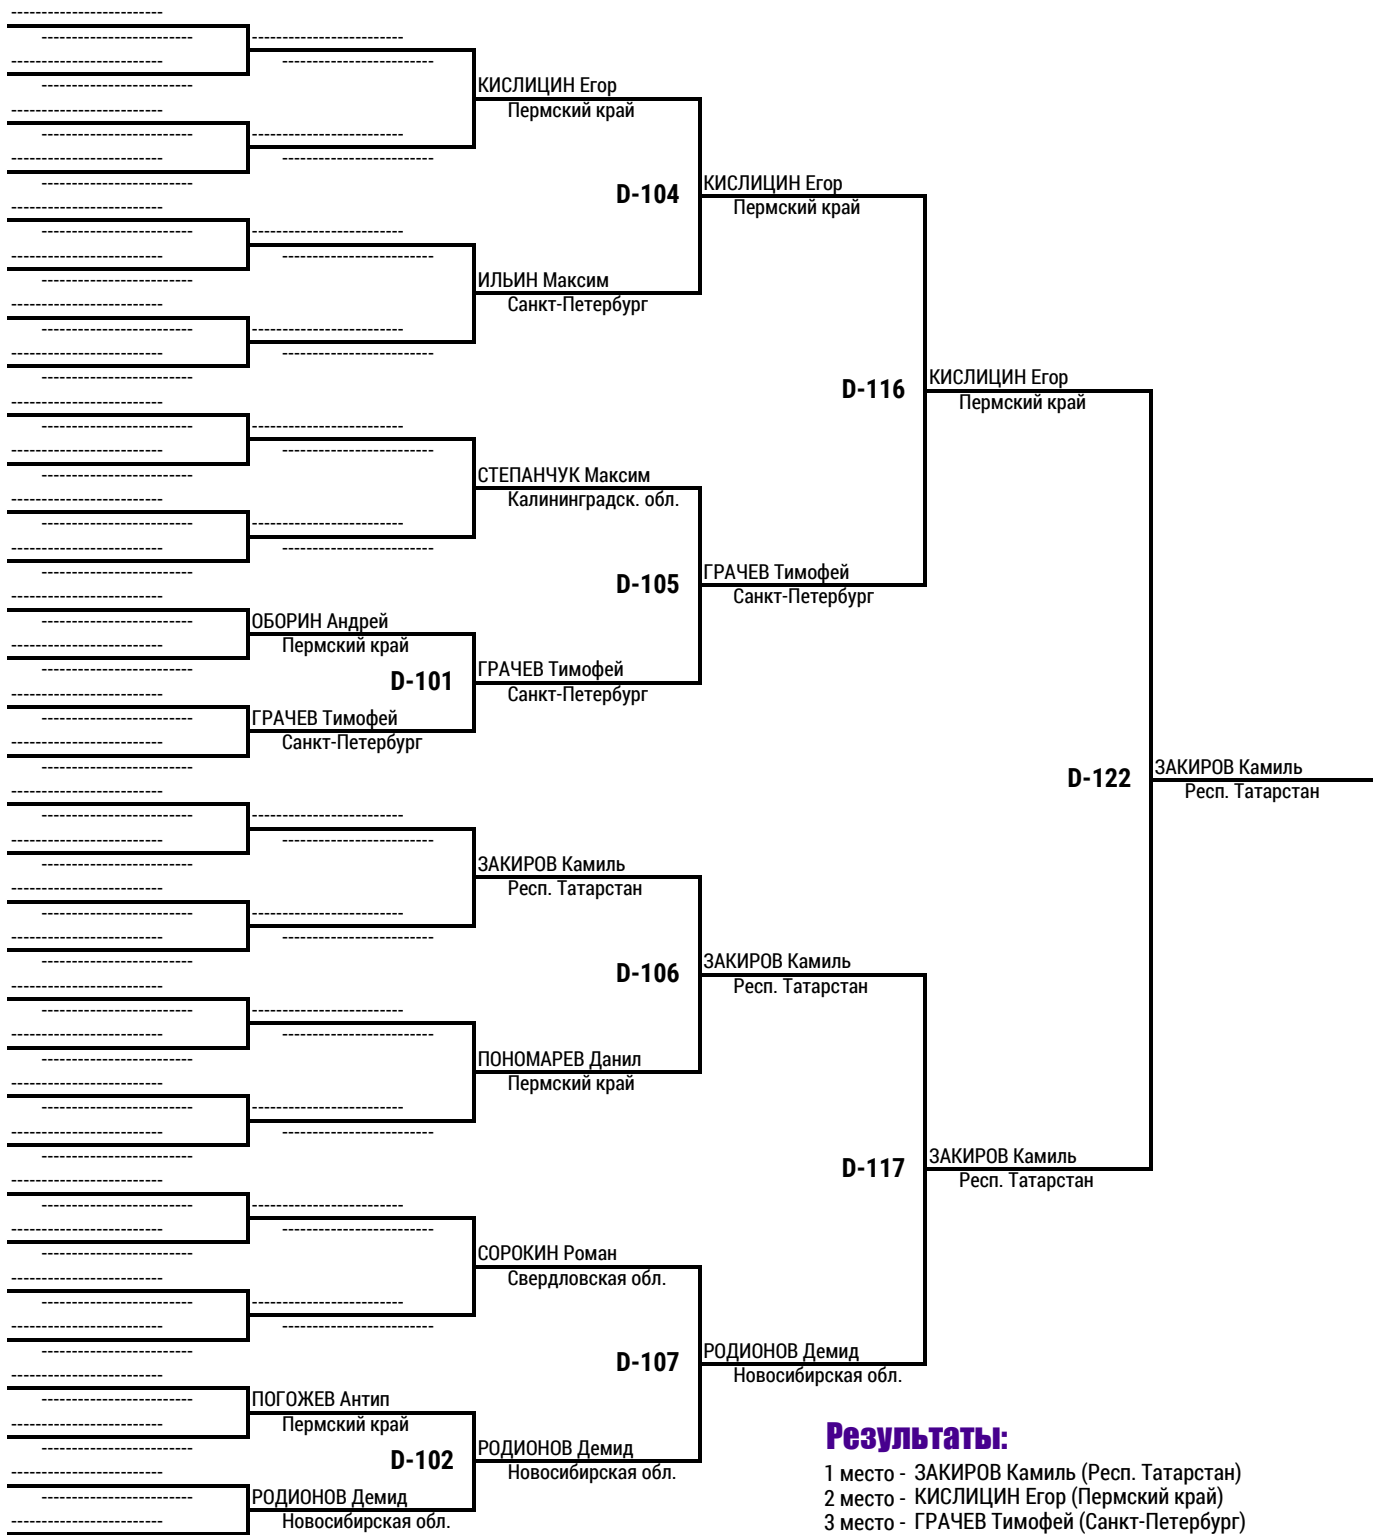 КИСЛИЦИН Егор
Пермский край
D-104
КИСЛИЦИН Егор
Пермский край
ИЛЬИН Максим
Санкт-Петербург
D-116
КИСЛИЦИН Егор
Пермский край
СТЕПАНЧУК Максим
Калининградск. обл.
D-105
ГРАЧЕВ Тимофей
Санкт-Петербург
ОБОРИН Андрей
Пермский край
D-101
ГРАЧЕВ Тимофей
Санкт-Петербург
ГРАЧЕВ Тимофей
Санкт-Петербург
D-122
ЗАКИРОВ Камиль
Респ. Татарстан
ЗАКИРОВ Камиль
Респ. Татарстан
D-106
ЗАКИРОВ Камиль
Респ. Татарстан
ПОНОМАРЕВ Данил
Пермский край
D-117
ЗАКИРОВ Камиль
Респ. Татарстан
СОРОКИН Роман
Свердловская обл.
D-107
РОДИОНОВ Демид
Новосибирская обл.
ПОГОЖЕВ Антип
Пермский край
D-102
РОДИОНОВ Демид
Новосибирская обл.
РОДИОНОВ Демид
Новосибирская обл.
Результаты:
1 место - ЗАКИРОВ Камиль (Респ. Татарстан)
2 место - КИСЛИЦИН Егор (Пермский край)
3 место - ГРАЧЕВ Тимофей (Санкт-Петербург)